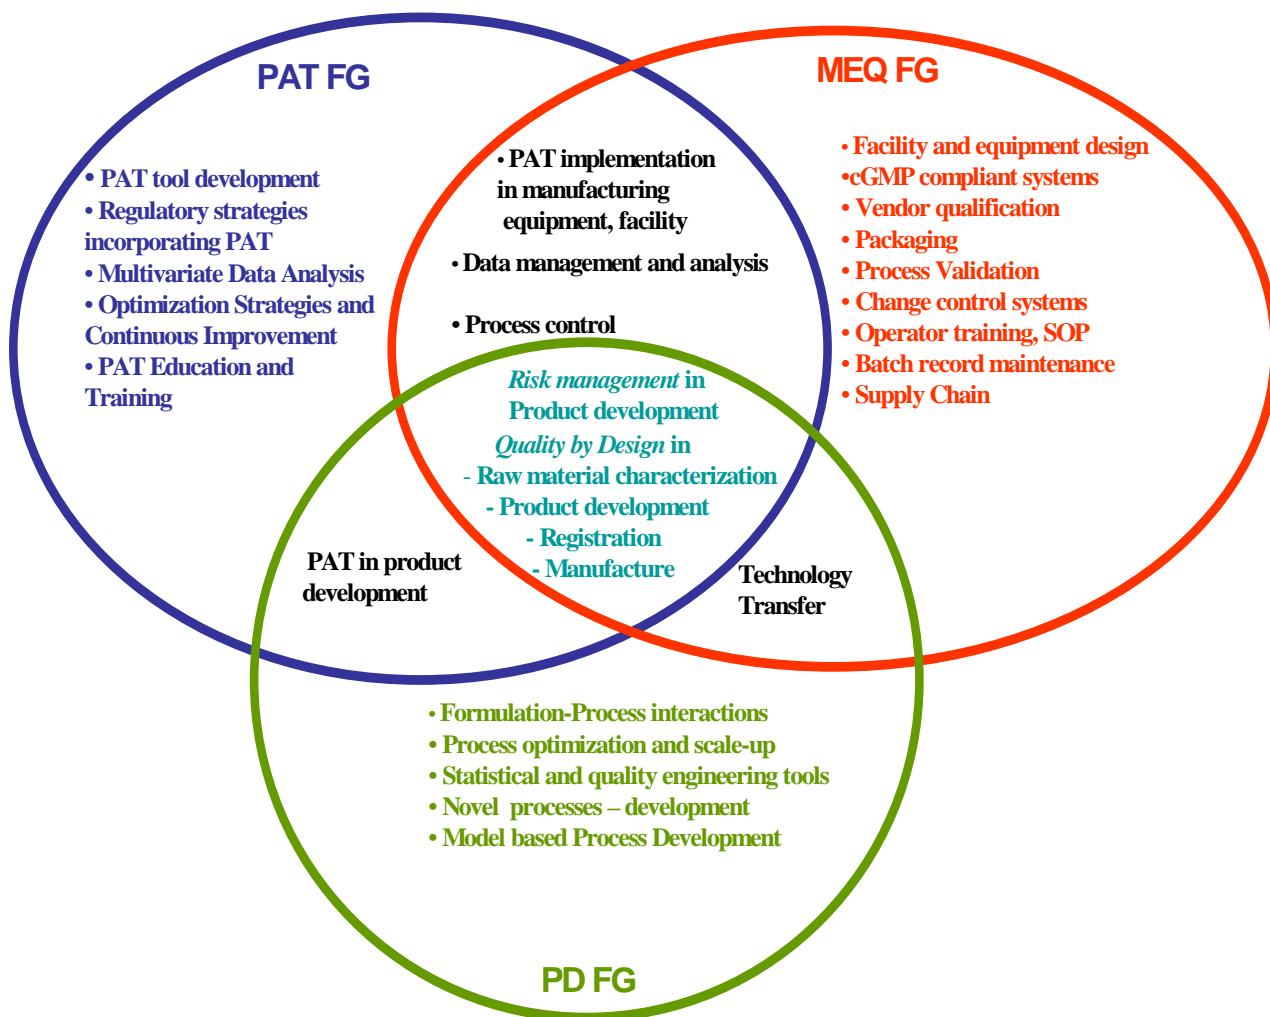 PAT FG
• PAT tool development
• Regulatory strategies
incorporating PAT
• Multivariate Data Analysis
• Optimization Strategies and
Continuous Improvement
• PAT Education and
Training
• PAT implementation
in manufacturing
equipment, facility
• Data management and analysis
• Process control
MEQ FG
• Facility and equipment design
•cGMP compliant systems
• Vendor qualification
• Packaging
• Process Validation
• Change control systems
• Operator training, SOP
• Batch record maintenance
• Supply Chain
Risk management in
Product development
Quality by Design in
- Raw material characterization
- Product development
- Registration
- Manufacture
PAT in product
development
Technology
Transfer
• Formulation-Process interactions
• Process optimization and scale-up
• Statistical and quality engineering tools
• Novel processes – development
• Model based Process Development
PD FG